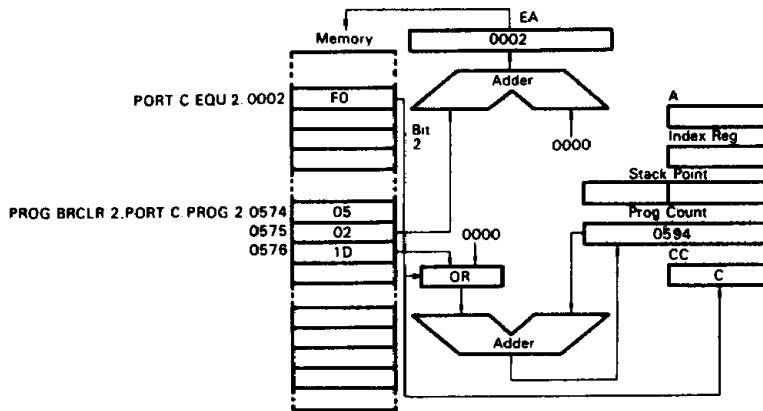 EA
Memory
0002
Adder
PORT C EQU 2 0002
F0
A
Bit
2
0000
Index Reg
Stack Point
PROG BRCLR 2.PORT C PROG 2 0574
05
Prog Count
0575
02
0000
0594
0576
1D
CC
OR
C
Adder